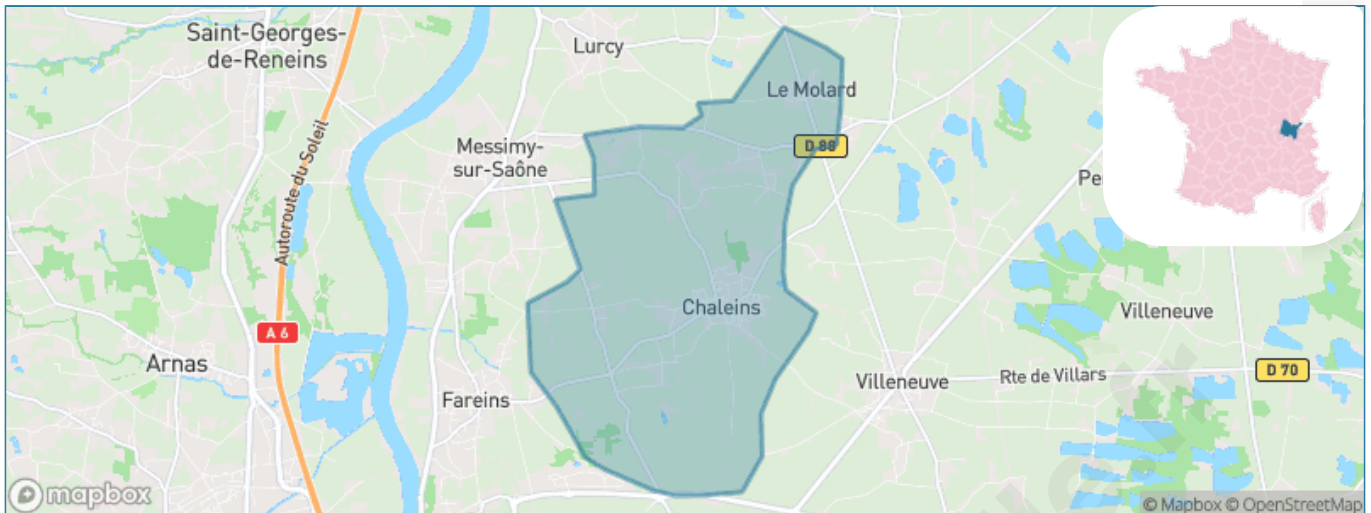 Saint-Georges-
de-Reneins
Lurcy
Le Molard
Autoroute du Soleil
Messimy-
sur-Saône
D 88
Chaleins
Villeneuve
A 6
Arnas
Villeneuve
Rte de Villars
D 70
Fareins
mapbox
© Mapbox © OpenStreetMap